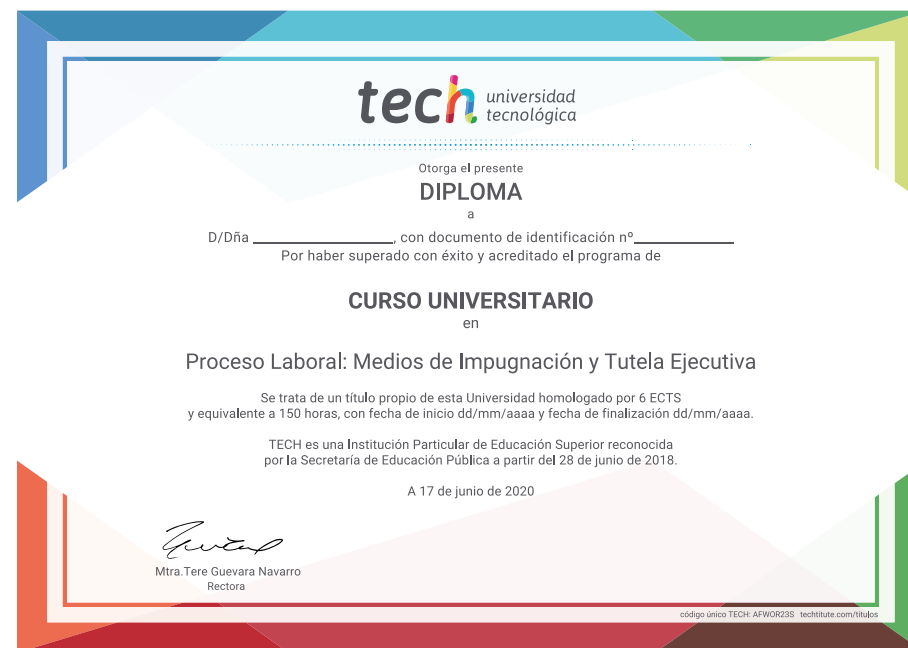 tech universidad
tecnológica
Otorga el presente
DIPLOMA
a
D/Dña ____________________, con documento de identificación nº______________
Por haber superado con éxito y acreditado el programa de
CURSO UNIVERSITARIO
en
Proceso Laboral: Medios de Impugnación y Tutela Ejecutiva
Se trata de un título propio de esta Universidad homologado por 6 ECTS
y equivalente a 150 horas, con fecha de inicio dd/mm/aaaa y fecha de finalización dd/mm/aaaa.
TECH es una Institución Particular de Educación Superior reconocida
por la Secretaría de Educación Pública a partir del 28 de junio de 2018.
A 17 de junio de 2020
Mtra.Tere Guevara Navarro
Rectora
código único TECH: AFWOR23S techtitute.com/titulos